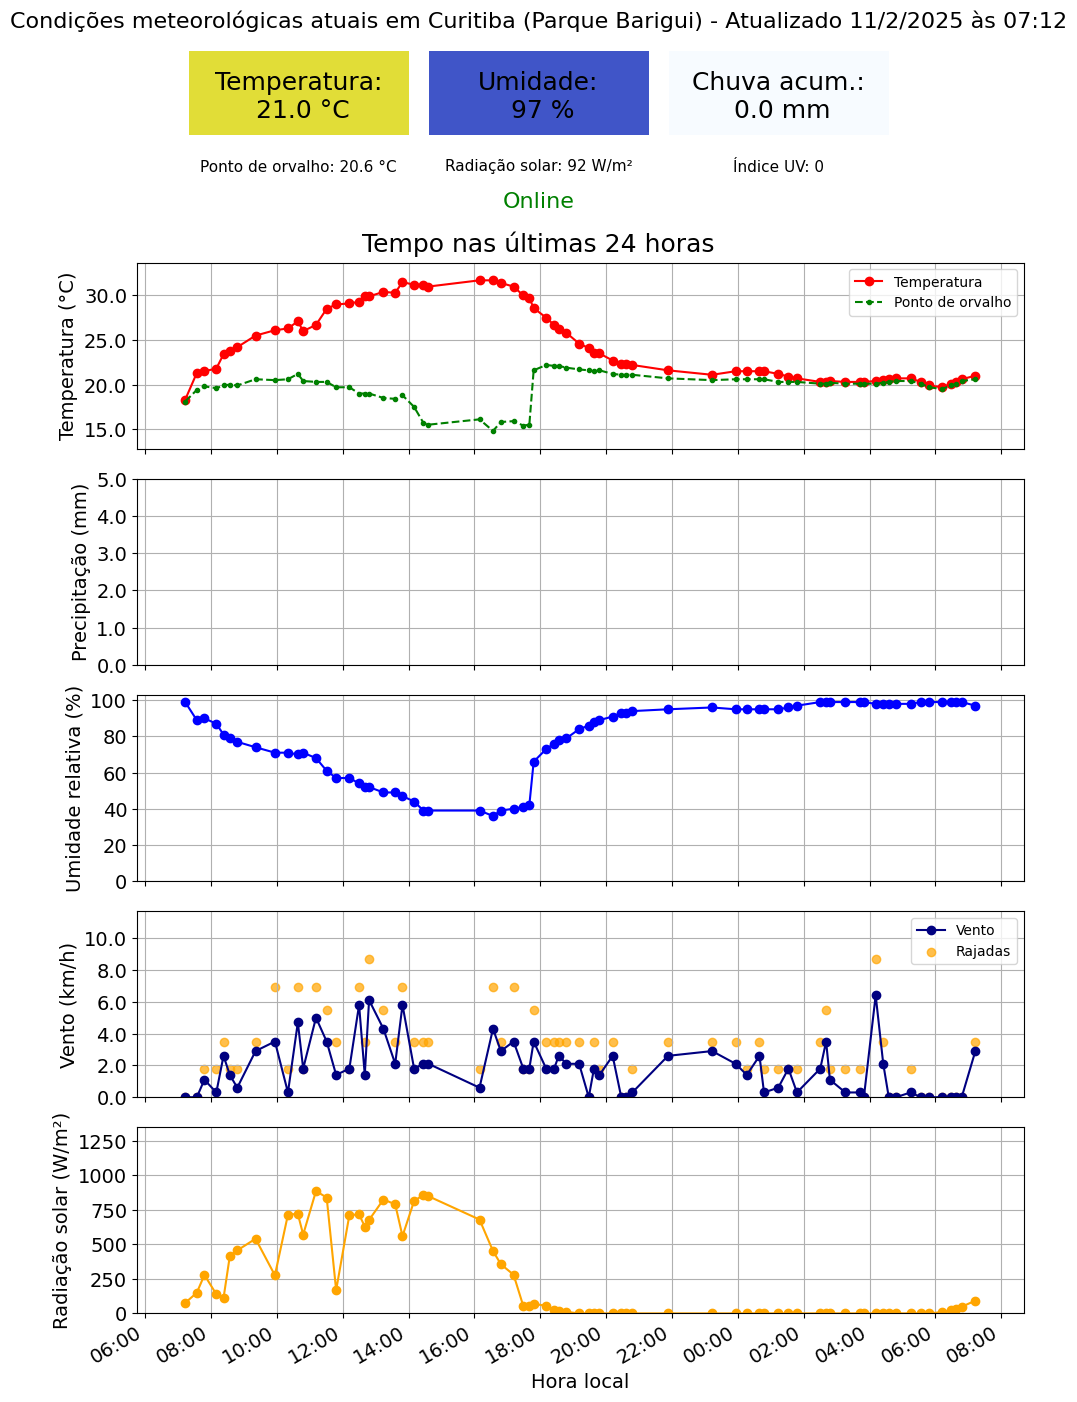 Condições meteorológicas atuais em Curitiba (Parque Barigui) - Atualizado 11/2/2025 às 07:12
Temperatura:
21.0 °C
Umidade:
97 %
Chuva acum.:
0.0 mm
Ponto de orvalho: 20.6 °C
Radiação solar: 92 W/m²
Índice UV: 0
Online
Tempo nas últimas 24 horas
Temperatura (°C)
30.0
25.0
20.0
15.0
Temperatura
Ponto de orvalho
Precipitação (mm)
5.0
4.0
3.0
2.0
1.0
0.0
Umidade relativa (%)
100
80
60
40
20
0
Vento (km/h)
10.0
8.0
6.0
4.0
2.0
0.0
Vento
Rajadas
Radiação solar (W/m²)
1250
1000
750
500
250
0
06:00
08:00
10:00
12:00
14:00
16:00
18:00
20:00
22:00
00:00
02:00
04:00
06:00
08:00
Hora local